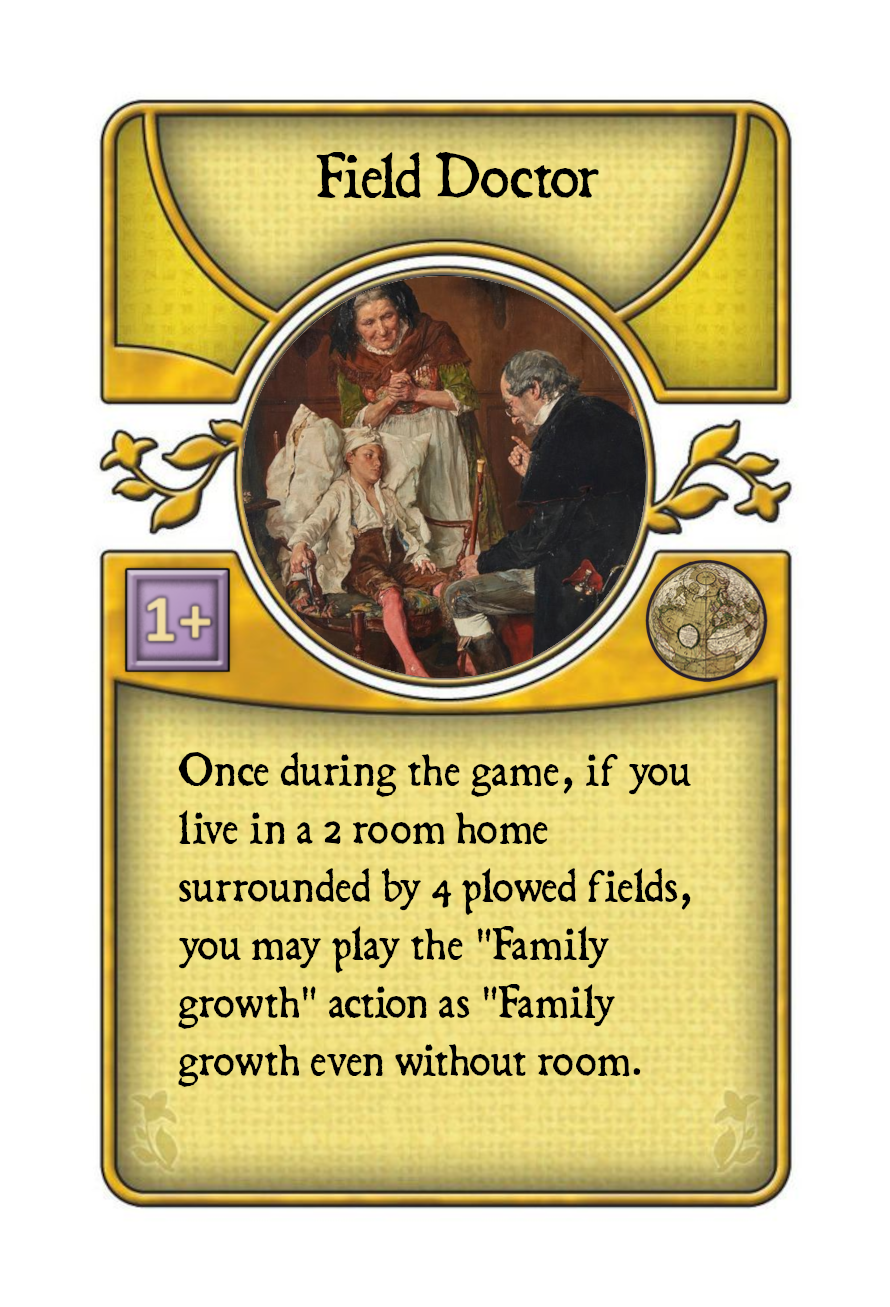 Field Doctor
1+
Once during the game, if you
live in a 2 room home
surrounded by 4 plowed fields,
you may play the "Family
growth" action as "Family
growth even without room.